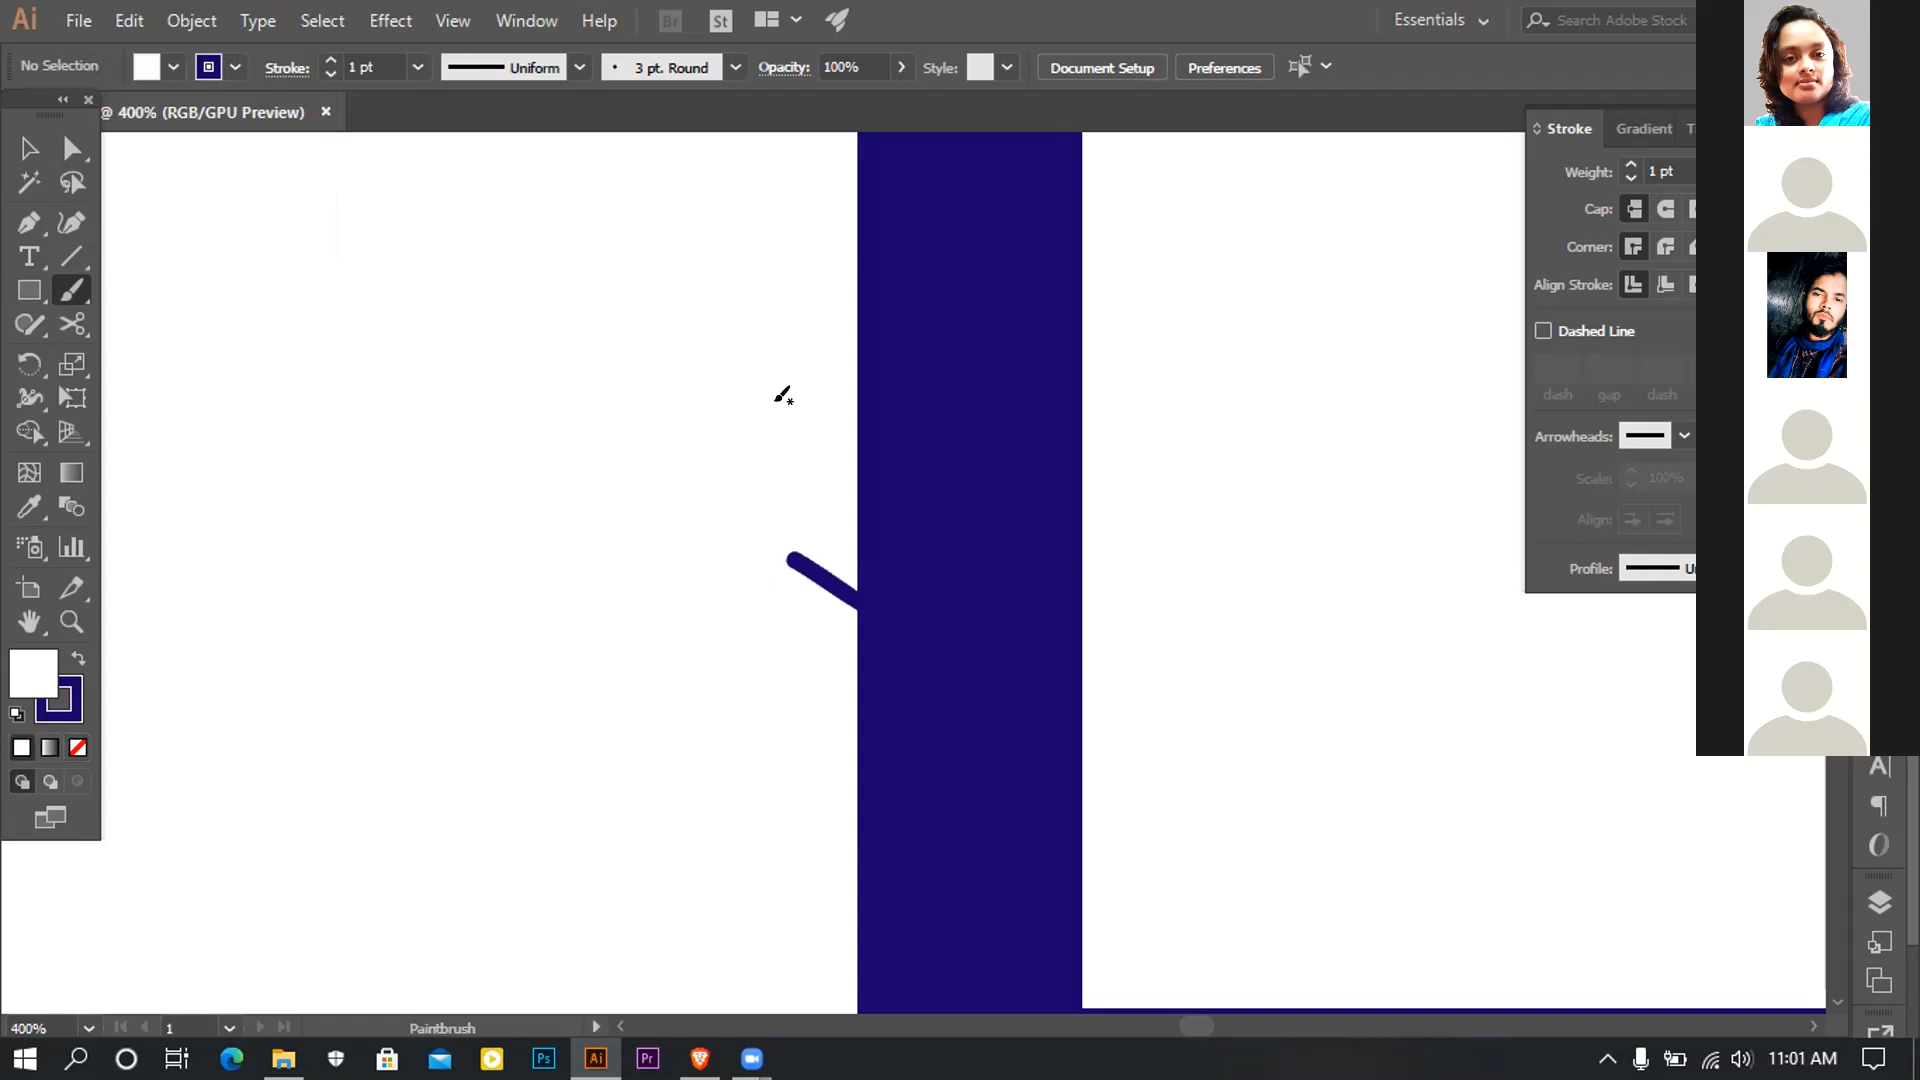 Ai File Edit Object Type Select Effect View Window Help Br St Essentials Search Adobe Stock
No Selection Stroke: 1 pt Uniform 3 pt. Round Opacity: 100% Style: Document Setup Preferences
@ 400% (RGB/GPU Preview)
Stroke Gradient
Weight: 1 pt
Cap:
Corner:
Align Stroke:
Dashed Line
dash gap dash
Arrowheads:
Scale: 100%
Align:
Profile:
400% 1 Paintbrush
Ps Ai Pr 11:01 AM